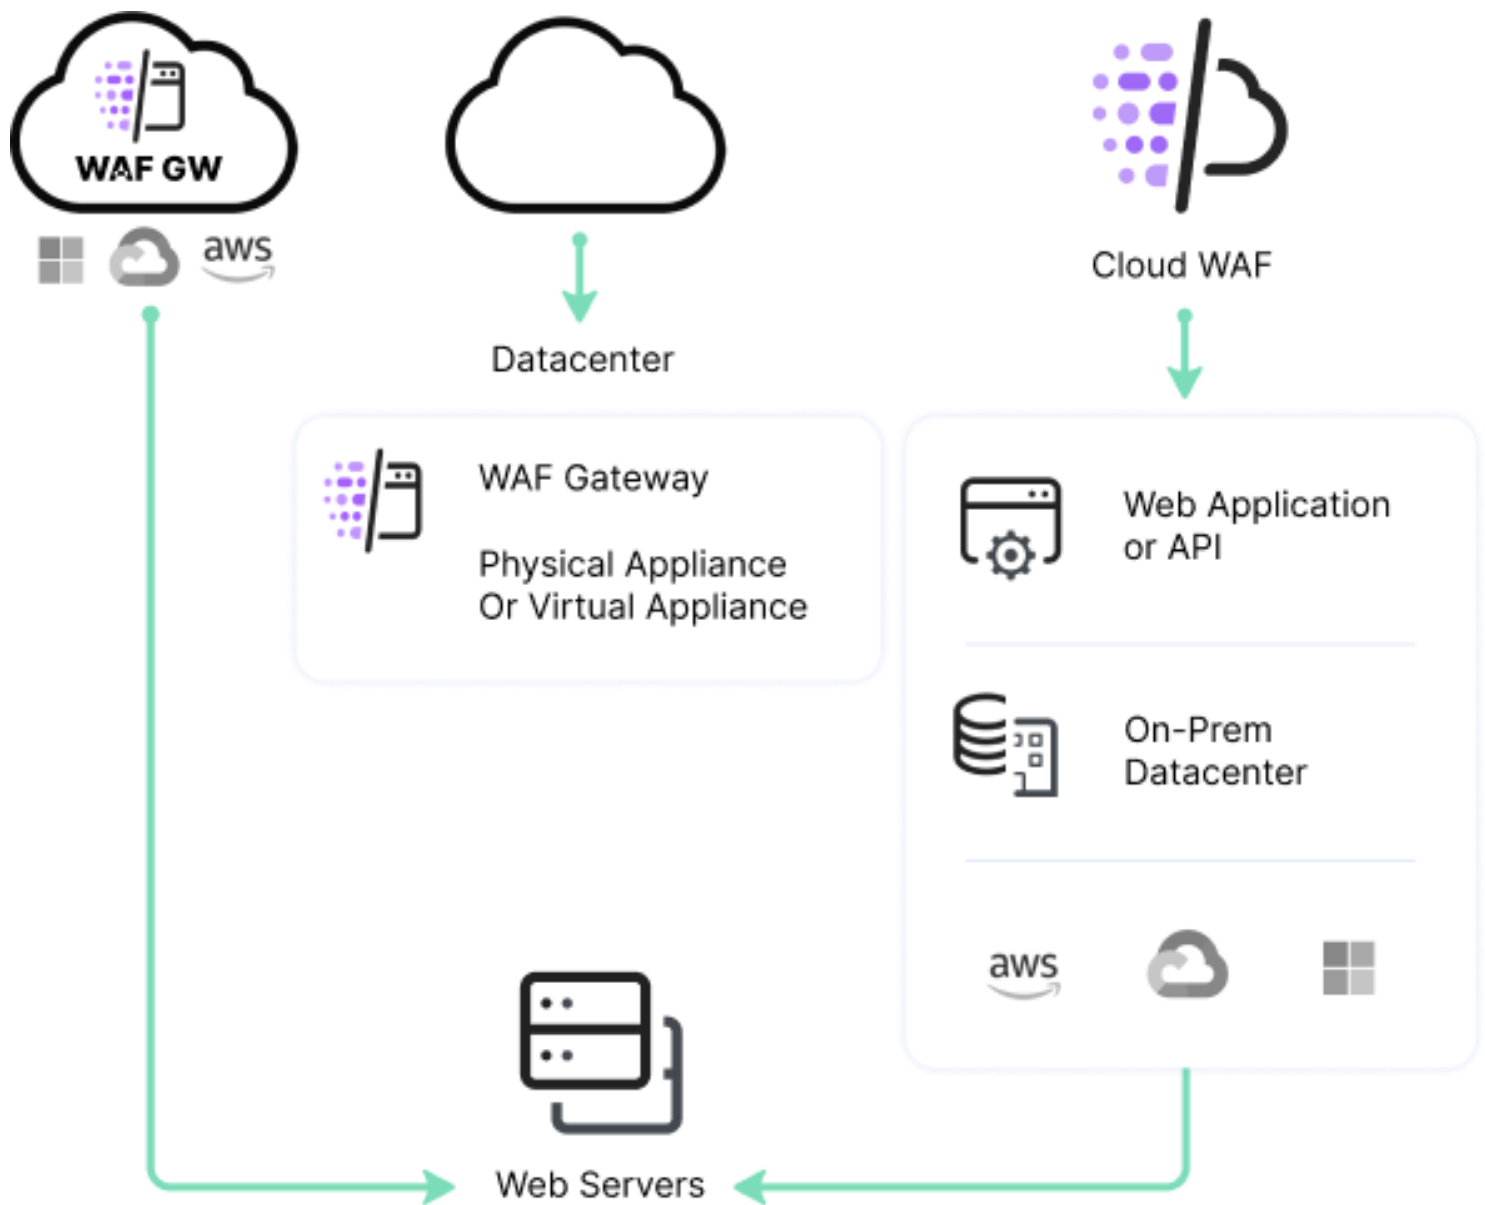 WAF GW
aws
Datacenter
WAF Gateway
Physical Appliance
Or Virtual Appliance
Cloud WAF
Web Application
or API
On-Prem
Datacenter
aws
Web Servers